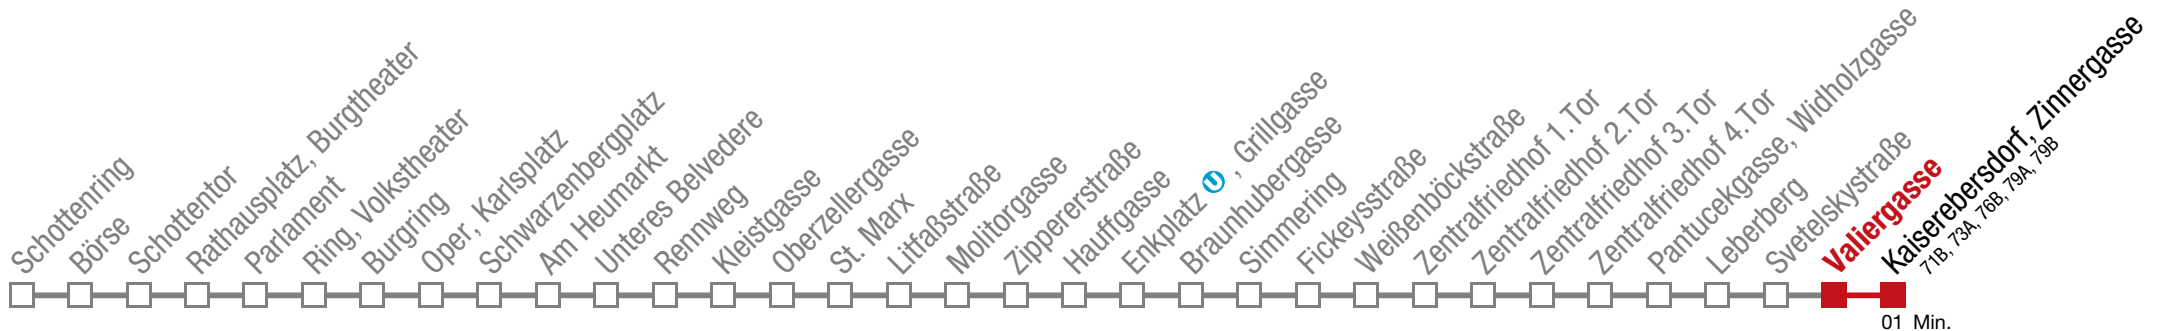 Schottenring
Börse
Schottentor
Rathausplatz, Burgtheater
Parlament
Ring, Volkstheater
Burgring
Oper, Karlsplatz
Schwarzenbergplatz
Am Heumarkt
Unteres Belvedere
Rennweg
Kleistgasse
Oberzellergasse
St. Marx
Litfaßstraße
Molitorgasse
Zippererstraße
Hauffgasse
Enkplatz U, Grillgasse
Braunhubergasse
Simmering
Fickeysstraße
Weißenböckstraße
Zentralfriedhof 1.Tor
Zentralfriedhof 2.Tor
Zentralfriedhof 3.Tor
Zentralfriedhof 4.Tor
Pantucekgasse, Widholzgasse
Leberberg
Svetelskystraße
Valiergasse
Kaiserebersdorf, Zinnergasse
71B, 73A, 76B, 79A, 79B
01 Min.